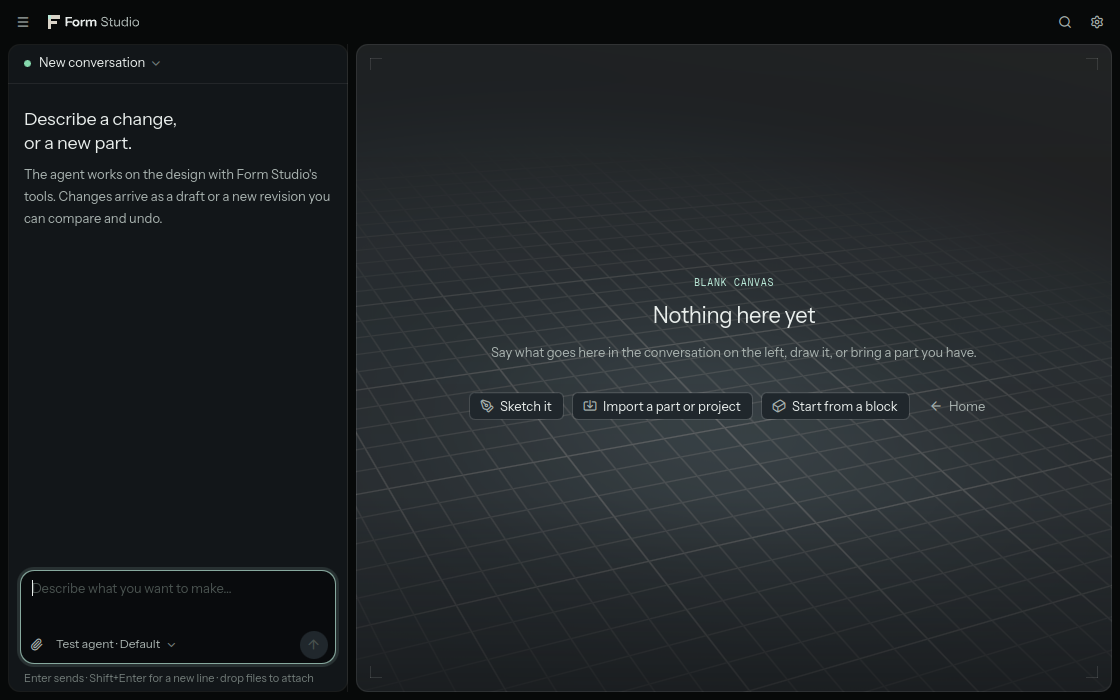 Form Studio
New conversation
Describe a change,
or a new part.
The agent works on the design with Form Studio's
tools. Changes arrive as a draft or a new revision you
can compare and undo.
Describe what you want to make...
Test agent · Default
Enter sends · Shift+Enter for a new line · drop files to attach
BLANK CANVAS
Nothing here yet
Say what goes here in the conversation on the left, draw it, or bring a part you have.
Sketch it
Import a part or project
Start from a block
Home